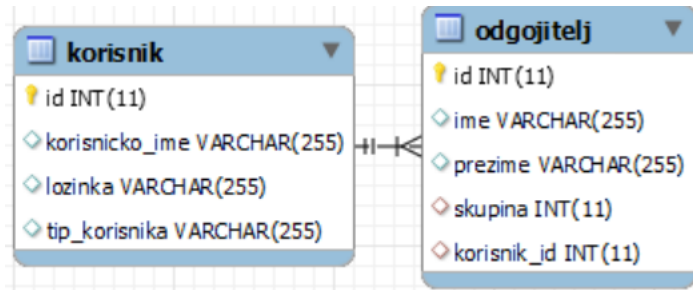 korisnik
id INT(11)
korisnicko_ime VARCHAR(255)
lozinka VARCHAR(255)
tip_korisnika VARCHAR(255)
odgojitelj
id INT(11)
ime VARCHAR(255)
prezime VARCHAR(255)
skupina INT(11)
korisnik_id INT(11)